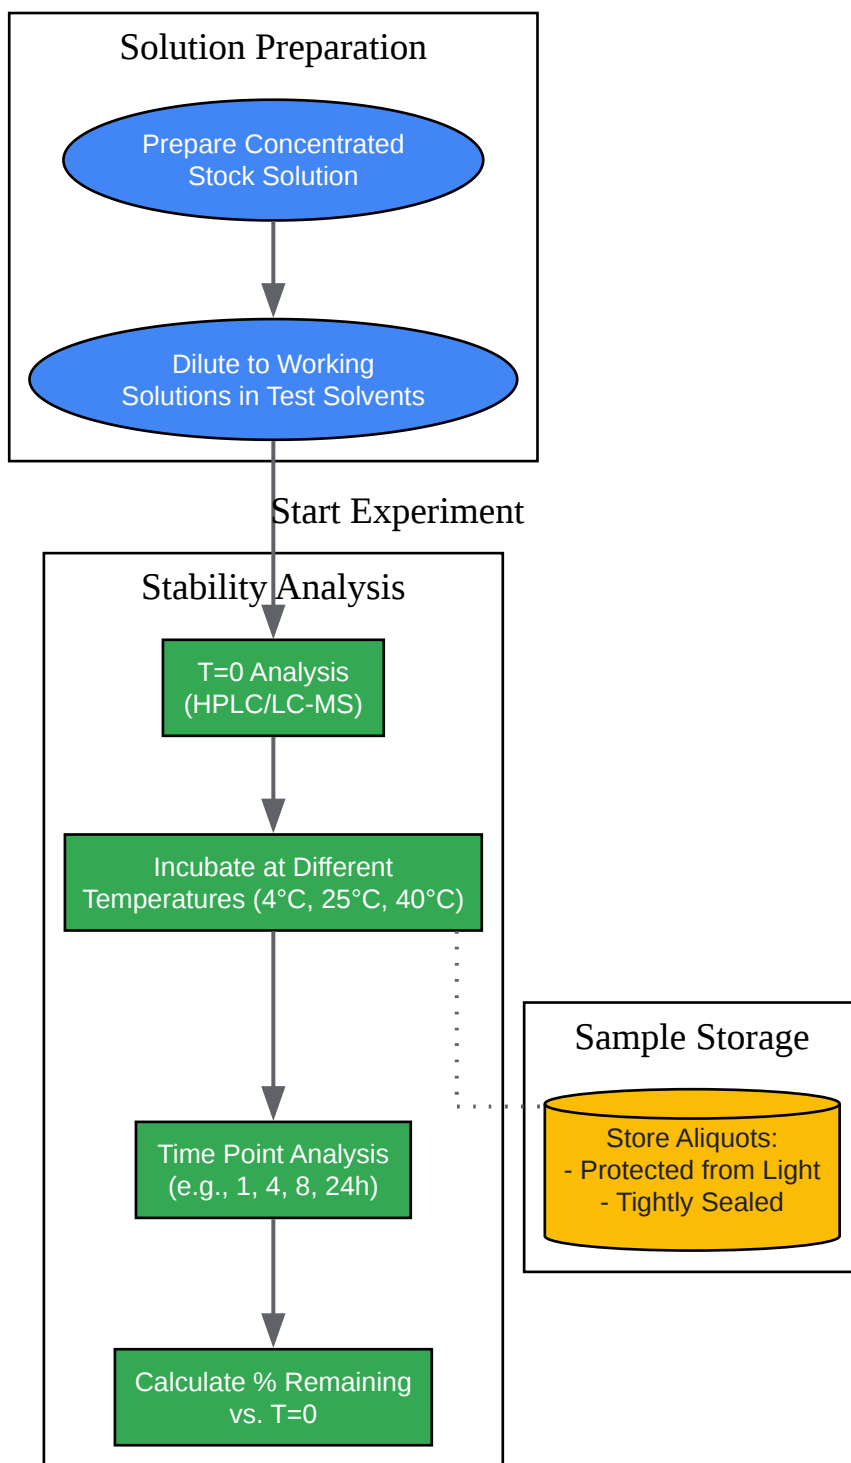 Solution Preparation
Prepare Concentrated
Stock Solution
Dilute to Working
Solutions in Test Solvents
Start Experiment
Stability Analysis
T=0 Analysis
(HPLC/LC-MS)
Incubate at Different
Temperatures (4°C, 25°C, 40°C)
Sample Storage
Store Aliquots:
- Protected from Light
- Tightly Sealed
Time Point Analysis
(e.g., 1, 4, 8, 24h)
Calculate % Remaining
vs. T=0